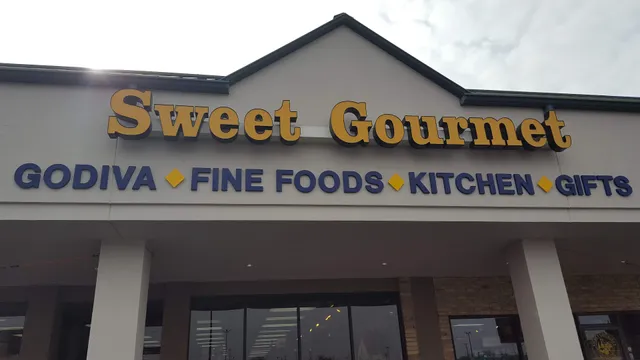 Sweet Gourmet
GODIVA ◆ FINE FOODS ◆ KITCHEN ◆ GIFTS